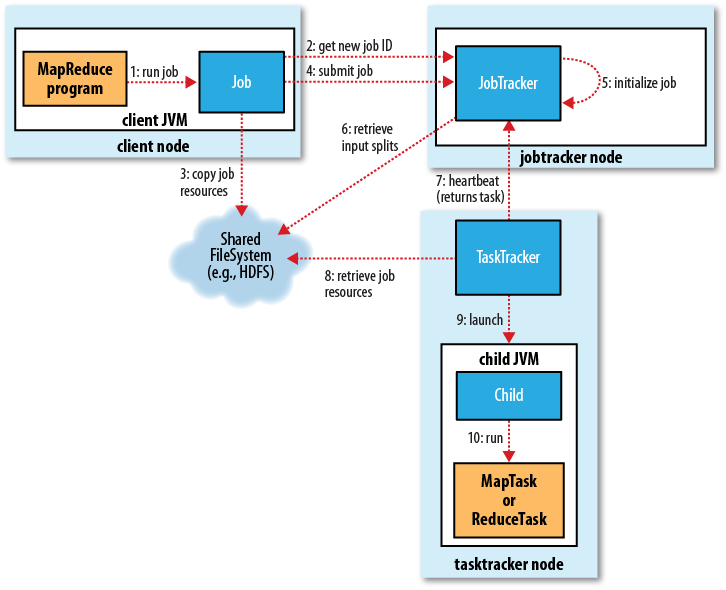 MapReduce
program
1: run job
Job
client JVM
client node
2: get new job ID
4: submit job
JobTracker
5: initialize job
jobtracker node
3: copy job
resources
6: retrieve
input splits
7: heartbeat
(returns task)
Shared
FileSystem
(e.g., HDFS)
8: retrieve job
resources
TaskTracker
9: launch
child JVM
Child
10: run
MapTask
or
ReduceTask
tasktracker node